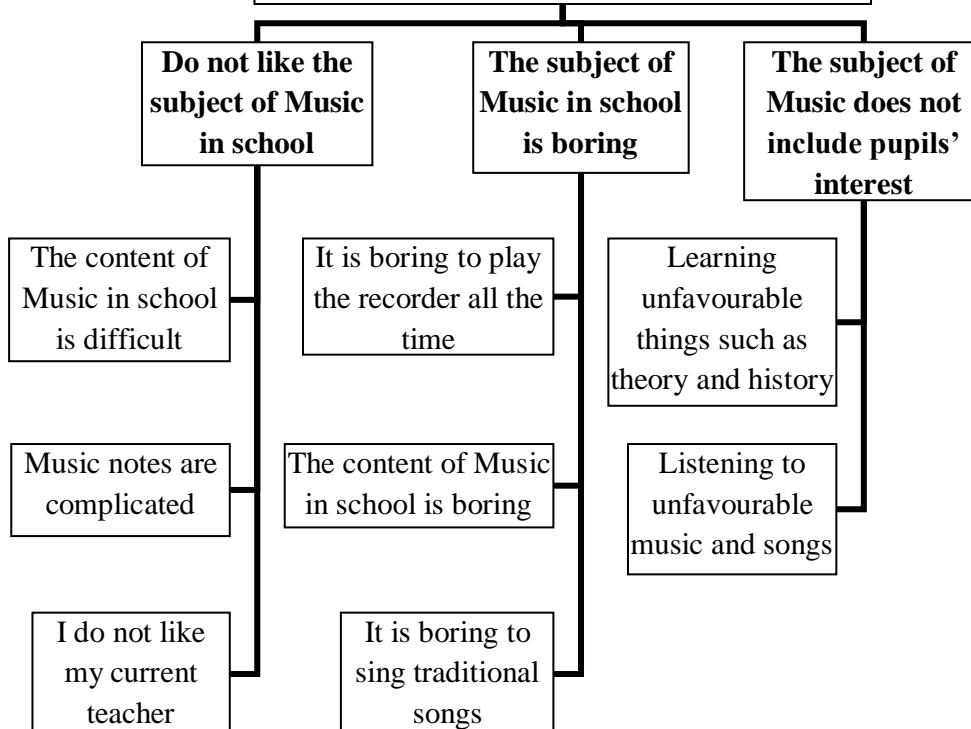 Do not like the
subject of Music
in school
The subject of
Music in school
is boring
The subject of
Music does not
include pupils’
interest
The content of
Music in school
is difficult
Music notes are
complicated
I do not like
my current
teacher
It is boring to play
the recorder all the
time
The content of Music
in school is boring
It is boring to
sing traditional
songs
Learning
unfavourable
things such as
theory and history
Listening to
unfavourable
music and songs